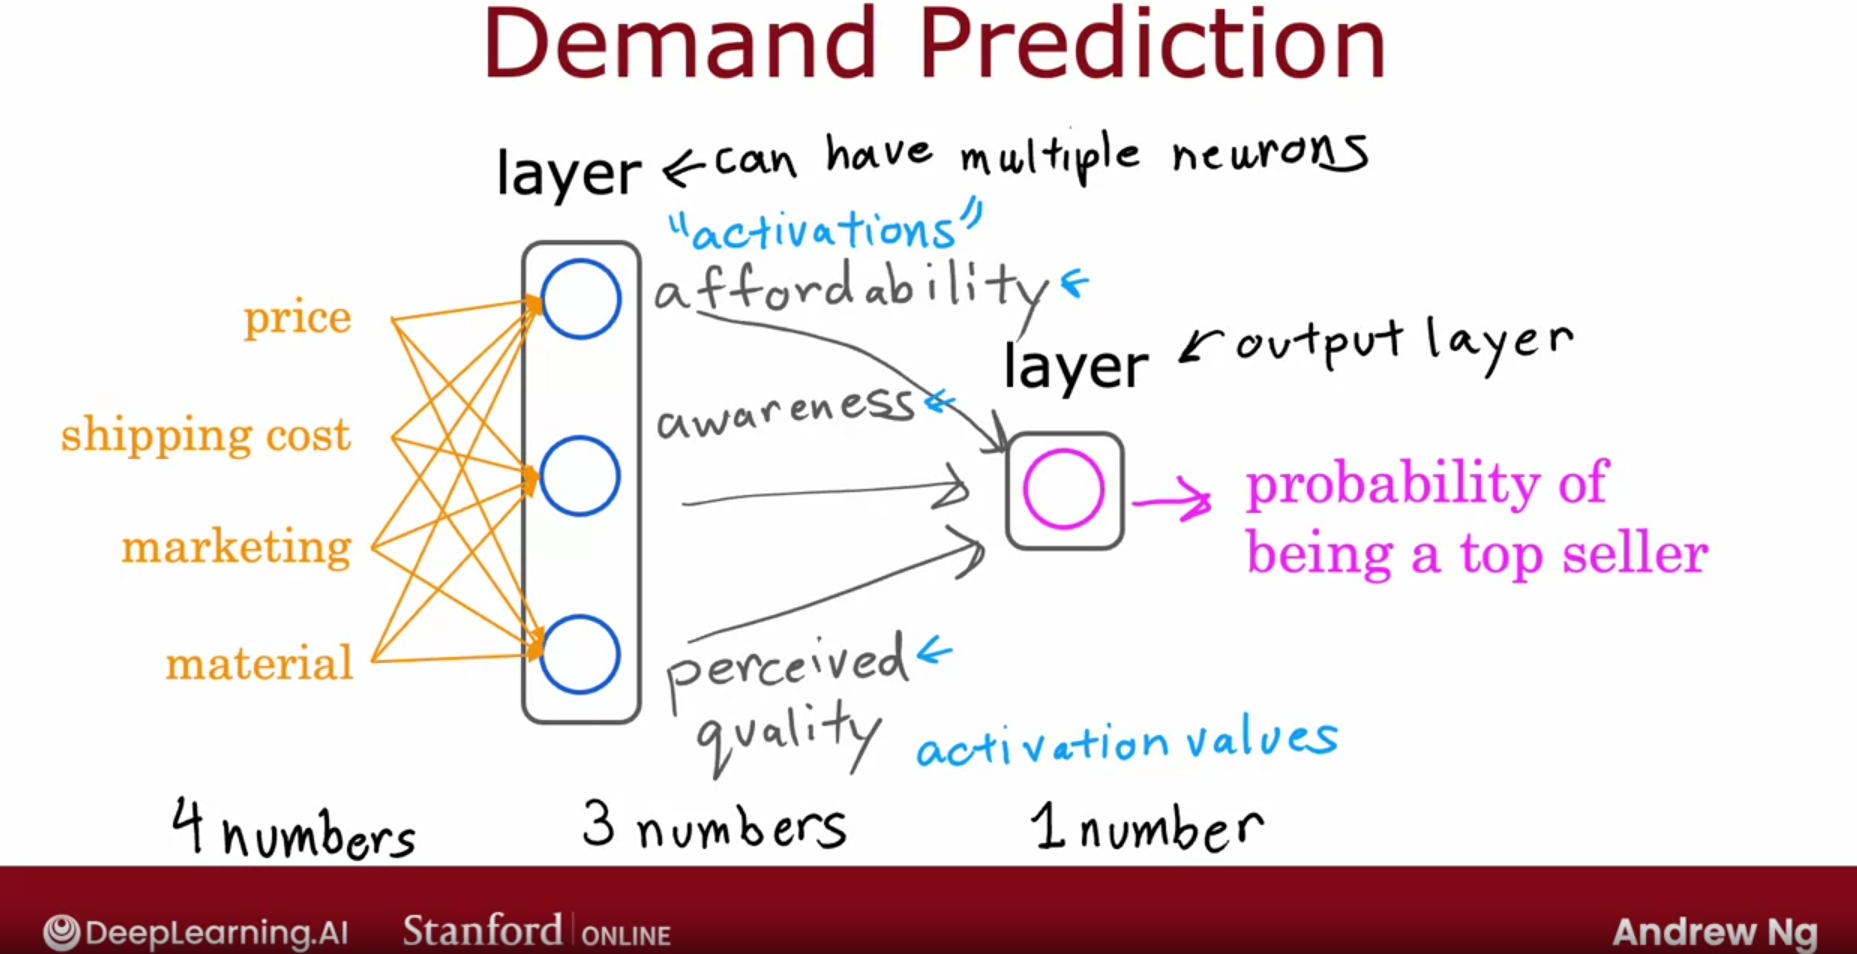 Demand Prediction
layer ← can have multiple neurons
"activations"
affordability ←
price
layer ← output layer
awareness ←
shipping cost
probability of
being a top seller
marketing
material
perceived ←
quality
activation values
4 numbers
3 numbers
1 number
DeepLearning.AI
Stanford | ONLINE
Andrew Ng